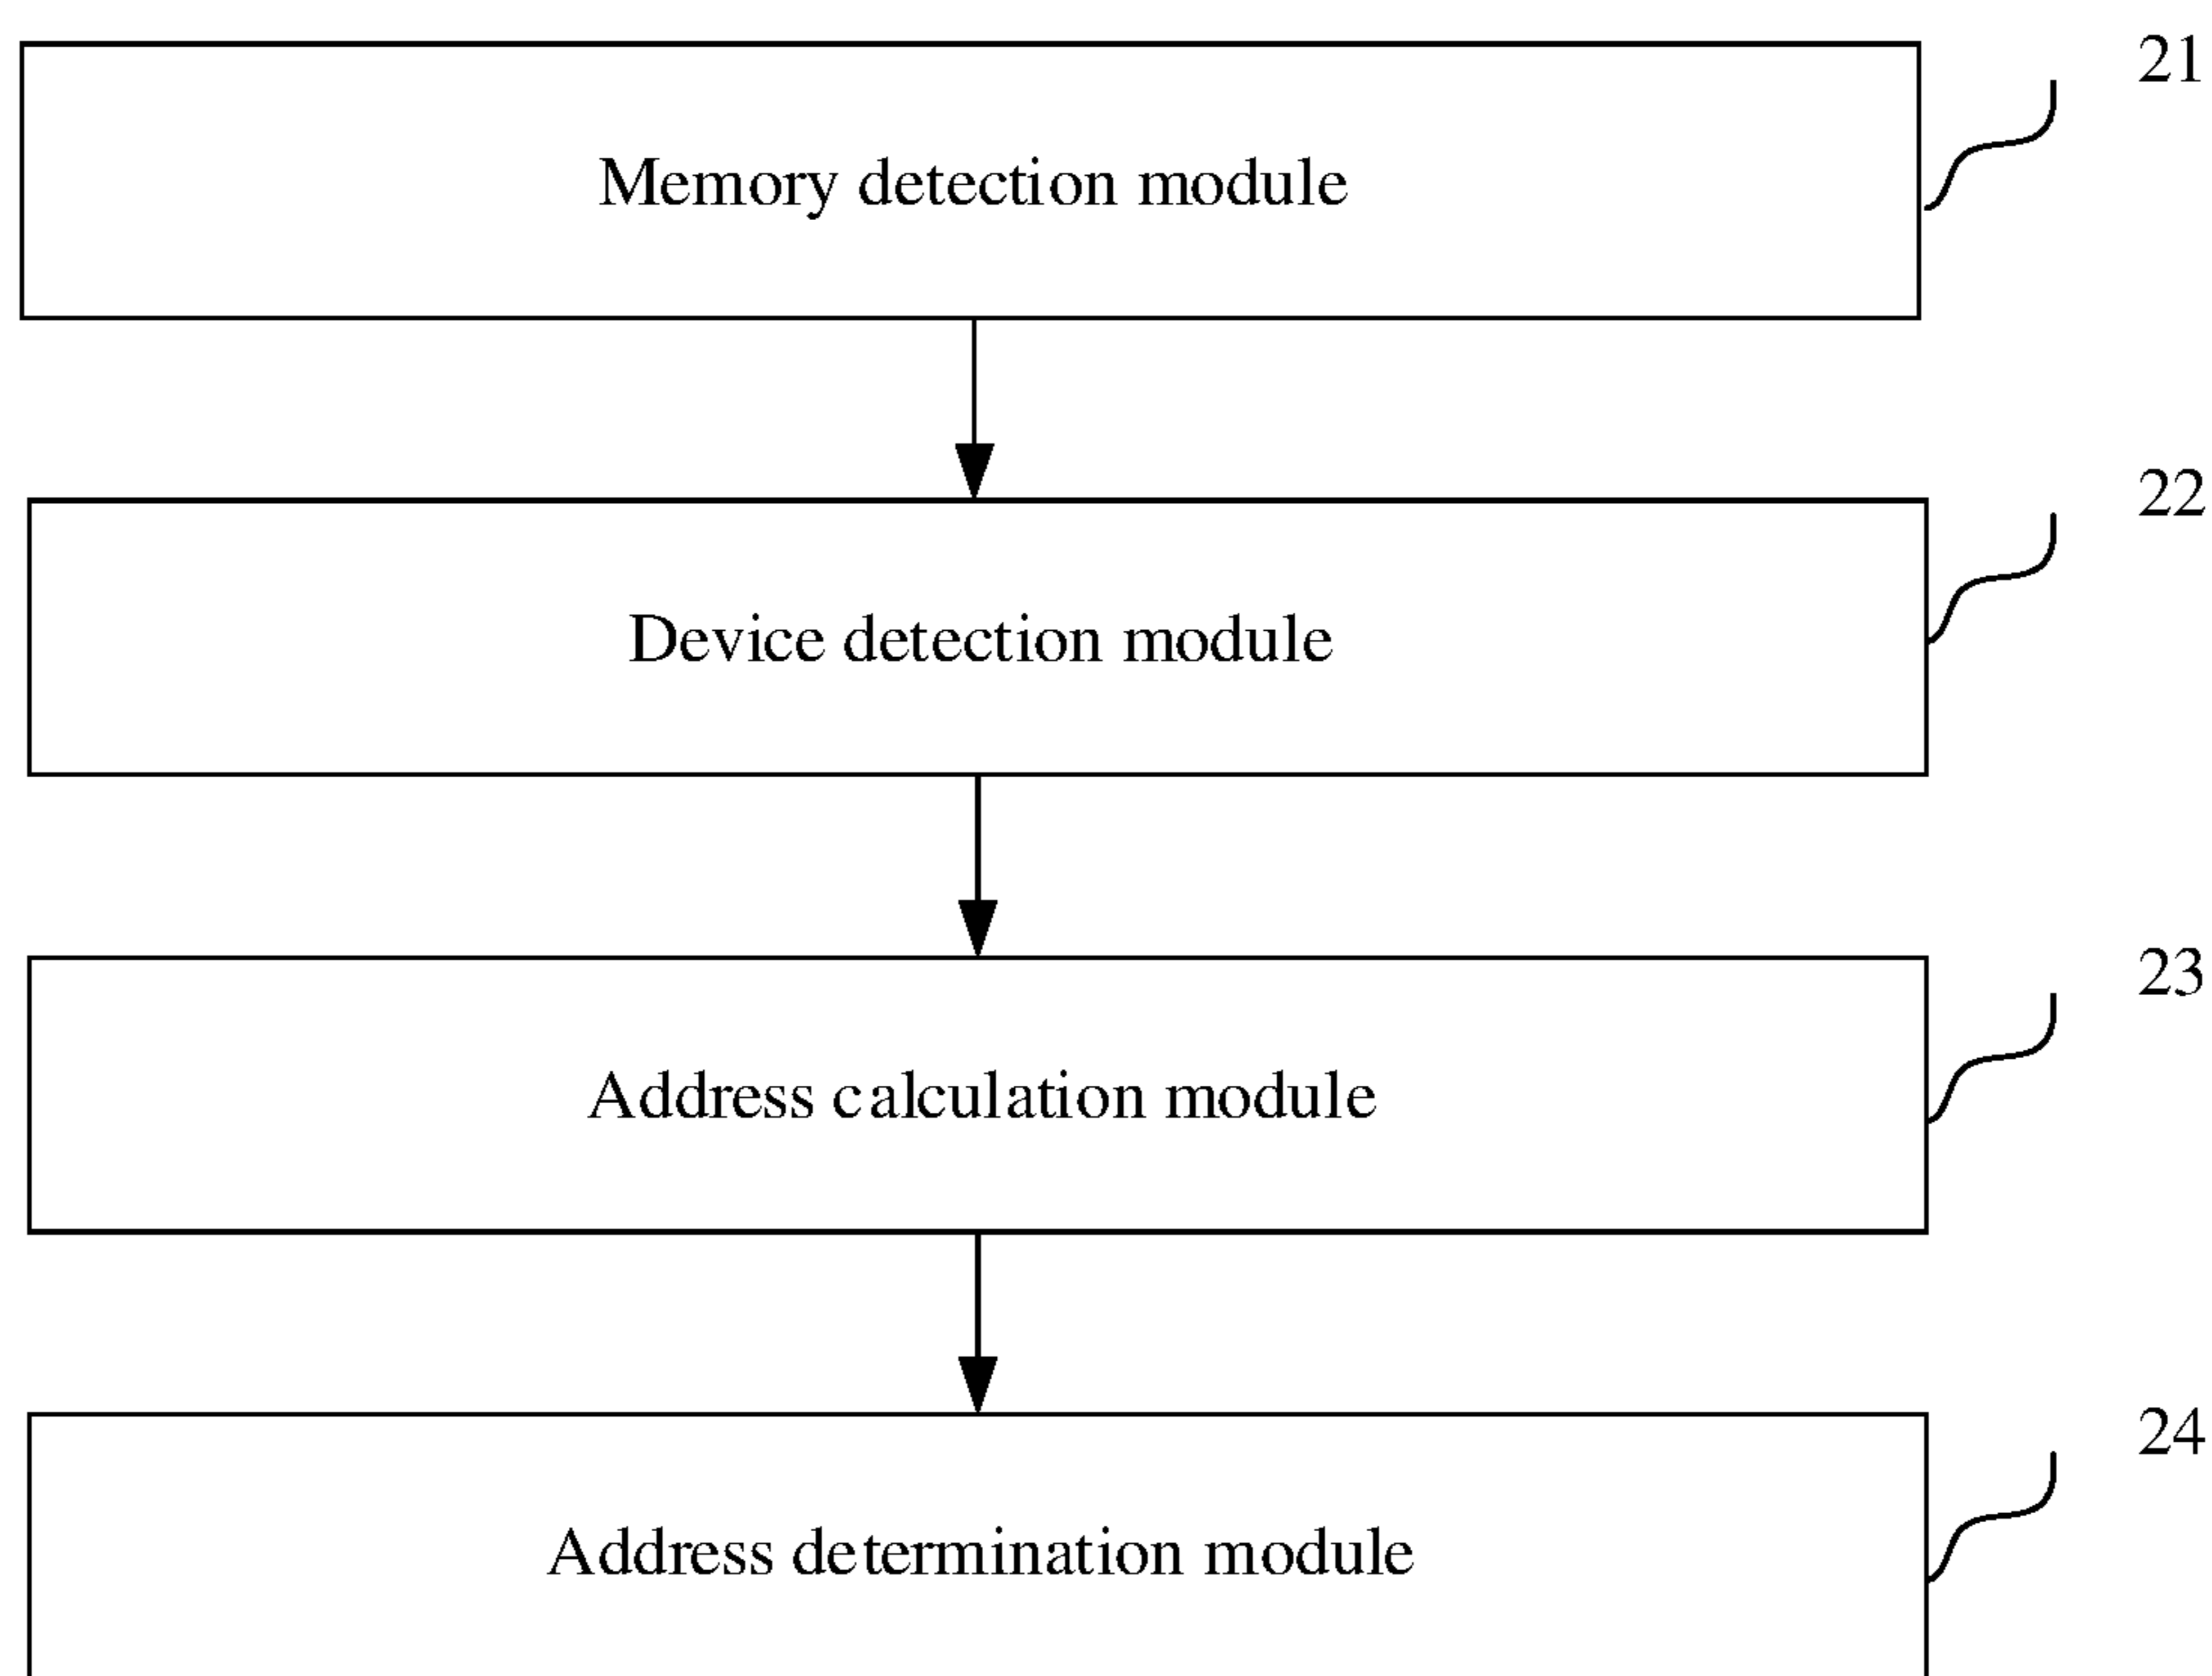 21
Memory detection module
22
Device detection module
23
Address calculation module
24
Address determination module